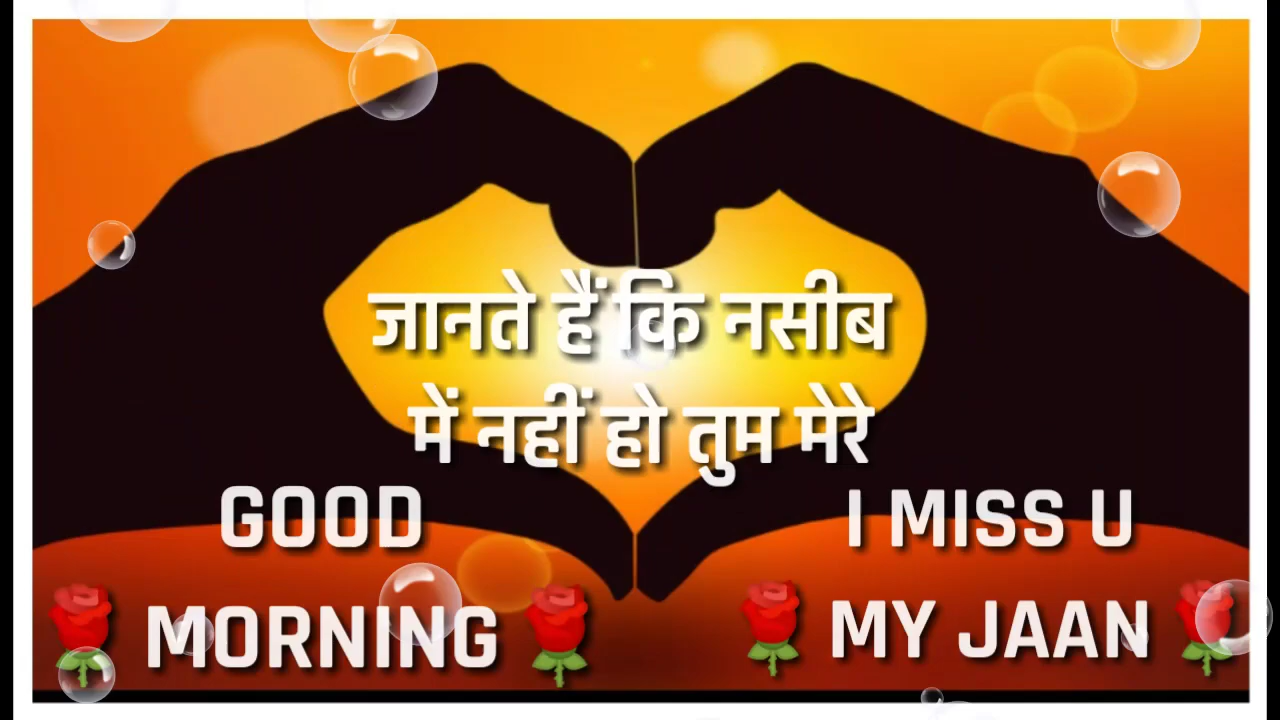 जानते हैं कि नसीब
में नहीं हो तुम मेरे
GOOD
MORNING
I MISS U
MY JAAN